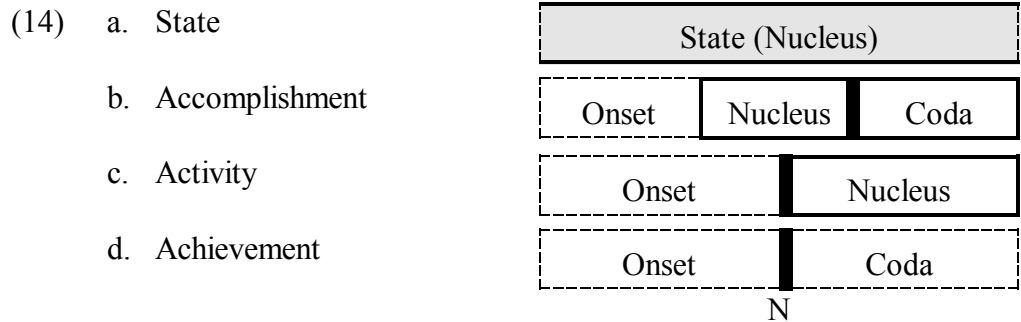 (14) a. State State (Nucleus)
b. Accomplishment Onset Nucleus Coda
c. Activity Onset Nucleus
d. Achievement Onset Coda
N